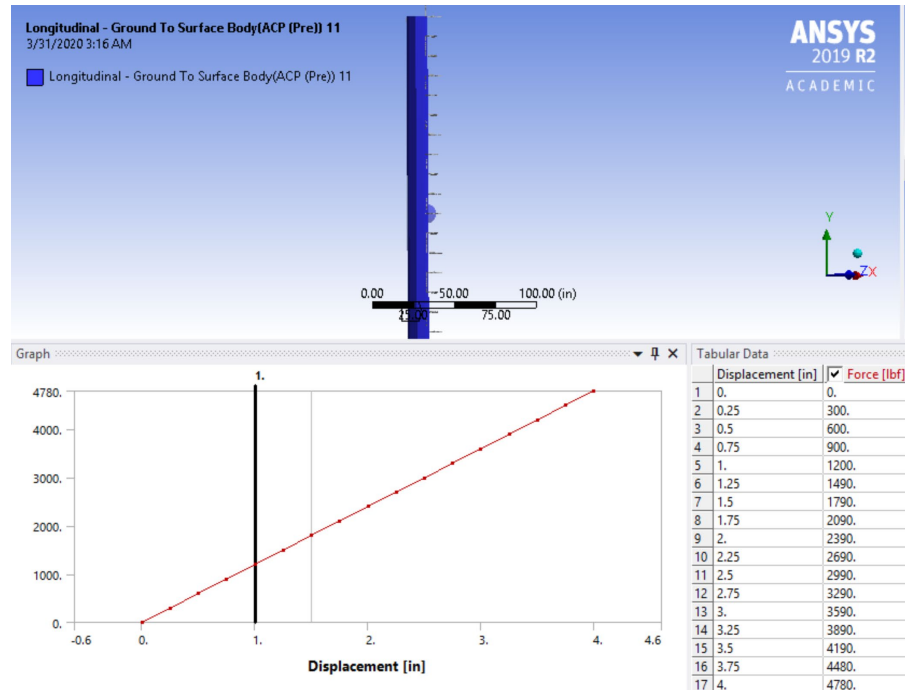 Longitudinal - Ground To Surface Body(ACP (Pre)) 11
3/31/2020 3:16 AM
Longitudinal - Ground To Surface Body(ACP (Pre)) 11
ANSYS
2019 R2
ACADEMIC
Y
ZX
0.00 50.00 100.00 (in)
25.00 75.00
Graph
1.
4780.
4000.
3000.
2000.
1000.
0.
-0.6 0. 1. 2. 3. 4. 4.6
Displacement [in]
Tabular Data
Displacement [in] Force [lbf]
1 0. 0.
2 0.25 300.
3 0.5 600.
4 0.75 900.
5 1. 1200.
6 1.25 1490.
7 1.5 1790.
8 1.75 2090.
9 2. 2390.
10 2.25 2690.
11 2.5 2990.
12 2.75 3290.
13 3. 3590.
14 3.25 3890.
15 3.5 4190.
16 3.75 4480.
17 4. 4780.